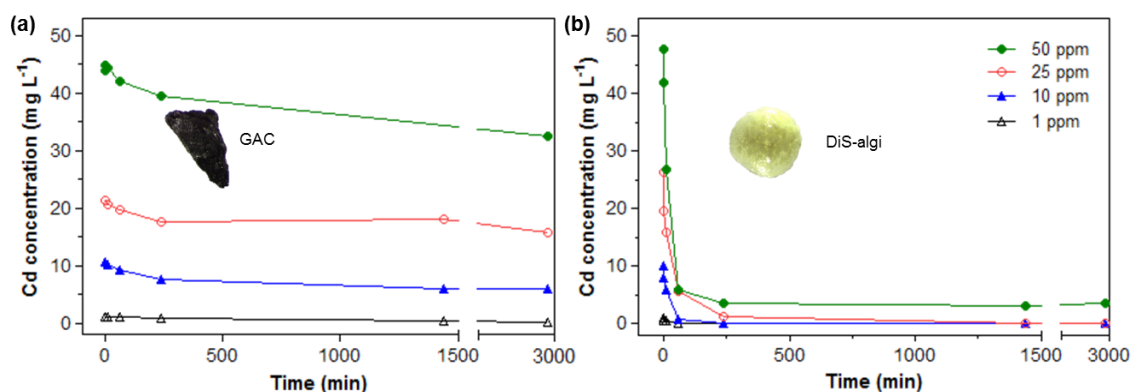 (a)
Cd concentration (mg L⁻¹)
50
40
30
20
10
0
GAC
0
500
1000
1500
3000
Time (min)
(b)
Cd concentration (mg L⁻¹)
50
40
30
20
10
0
50 ppm
25 ppm
10 ppm
1 ppm
DiS-algi
0
500
1000
1500
3000
Time (min)